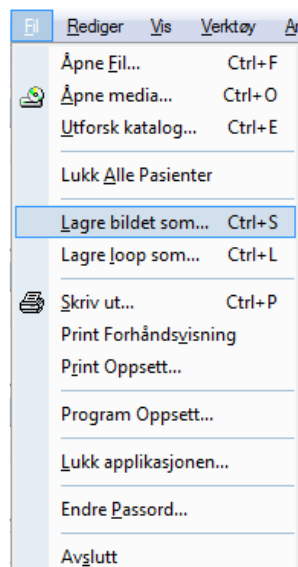 Fil Rediger Vis Verktøy
Åpne Fil... Ctrl+F
Åpne media... Ctrl+O
Utforsk katalog... Ctrl+E
Lukk Alle Pasienter
Lagre bildet som... Ctrl+S
Lagre loop som... Ctrl+L
Skriv ut... Ctrl+P
Print Forhåndsvisning
Print Oppsett...
Program Oppsett...
Lukk applikasjonen...
Endre Passord...
Avslutt